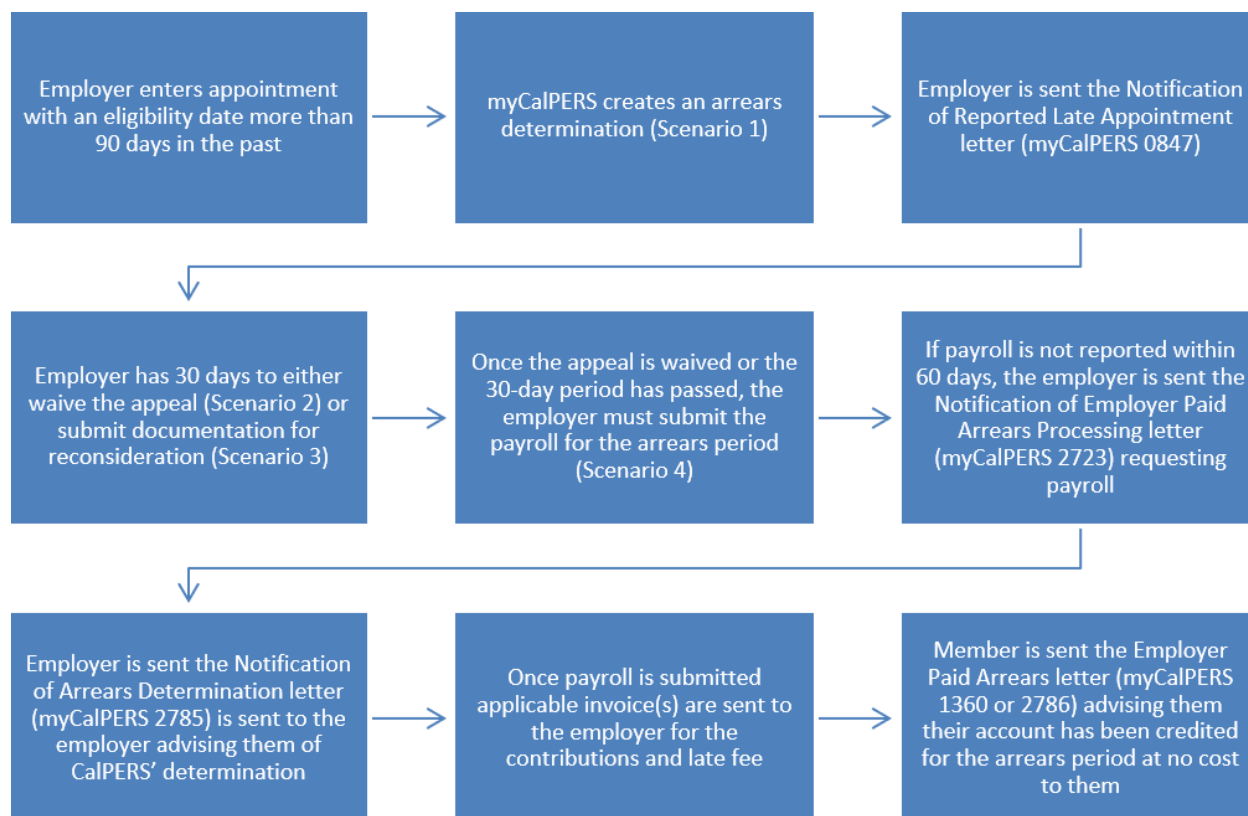 Employer enters appointment
with an eligibility date more than
90 days in the past
myCalPERS creates an arrears
determination (Scenario 1)
Employer is sent the Notification
of Reported Late Appointment
letter (myCalPERS 0847)
Employer has 30 days to either
waive the appeal (Scenario 2) or
submit documentation for
reconsideration (Scenario 3)
Once the appeal is waived or the
30-day period has passed, the
employer must submit the
payroll for the arrears period
(Scenario 4)
If payroll is not reported within
60 days, the employer is sent the
Notification of Employer Paid
Arrears Processing letter
(myCalPERS 2723) requesting
payroll
Employer is sent the Notification
of Arrears Determination letter
(myCalPERS 2785) is sent to the
employer advising them of
CalPERS’ determination
Once payroll is submitted
applicable invoice(s) are sent to
the employer for the
contributions and late fee
Member is sent the Employer
Paid Arrears letter (myCalPERS
1360 or 2786) advising them
their account has been credited
for the arrears period at no cost
to them